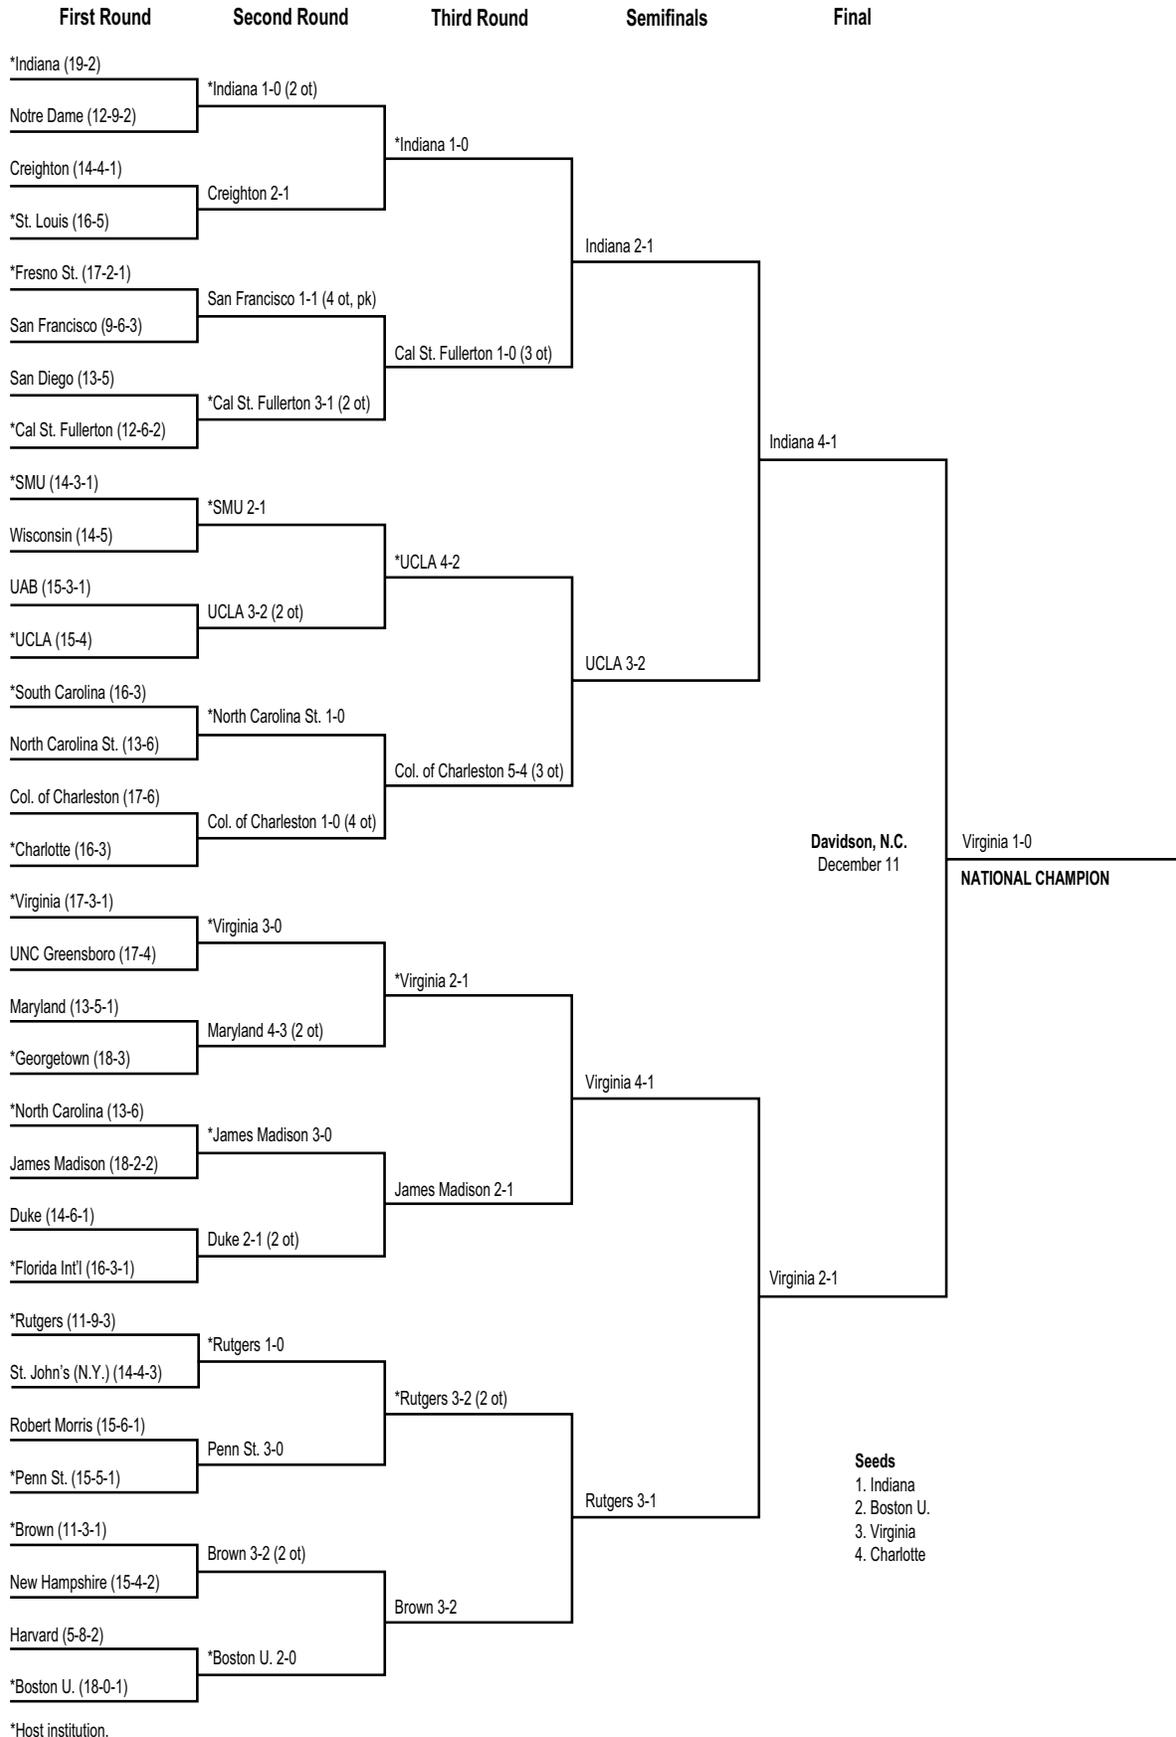 First Round
Second Round
Third Round
Semifinals
Final
*Indiana (19-2)
Notre Dame (12-9-2)
Creighton (14-4-1)
*St. Louis (16-5)
*Fresno St. (17-2-1)
San Francisco (9-6-3)
San Diego (13-5)
*Cal St. Fullerton (12-6-2)
*SMU (14-3-1)
Wisconsin (14-5)
UAB (15-3-1)
*UCLA (15-4)
*South Carolina (16-3)
North Carolina St. (13-6)
Col. of Charleston (17-6)
*Charlotte (16-3)
*Virginia (17-3-1)
UNC Greensboro (17-4)
Maryland (13-5-1)
*Georgetown (18-3)
*North Carolina (13-6)
James Madison (18-2-2)
Duke (14-6-1)
*Florida Int'l (16-3-1)
*Rutgers (11-9-3)
St. John's (N.Y.) (14-4-3)
Robert Morris (15-6-1)
*Penn St. (15-5-1)
*Brown (11-3-1)
New Hampshire (15-4-2)
Harvard (5-8-2)
*Boston U. (18-0-1)
*Indiana 1-0 (2 ot)
Creighton 2-1
San Francisco 1-1 (4 ot, pk)
*Cal St. Fullerton 3-1 (2 ot)
*SMU 2-1
UCLA 3-2 (2 ot)
*North Carolina St. 1-0
Col. of Charleston 1-0 (4 ot)
*Virginia 3-0
Maryland 4-3 (2 ot)
*James Madison 3-0
Duke 2-1 (2 ot)
*Rutgers 1-0
Penn St. 3-0
Brown 3-2 (2 ot)
*Boston U. 2-0
*Indiana 1-0
Cal St. Fullerton 1-0 (3 ot)
*UCLA 4-2
Col. of Charleston 5-4 (3 ot)
*Virginia 2-1
James Madison 2-1
*Rutgers 3-2 (2 ot)
Brown 3-2
Indiana 2-1
UCLA 3-2
Virginia 4-1
Rutgers 3-1
Indiana 4-1
Virginia 2-1
Davidson, N.C.
December 11
Virginia 1-0
NATIONAL CHAMPION
Seeds
1. Indiana
2. Boston U.
3. Virginia
4. Charlotte
*Host institution.